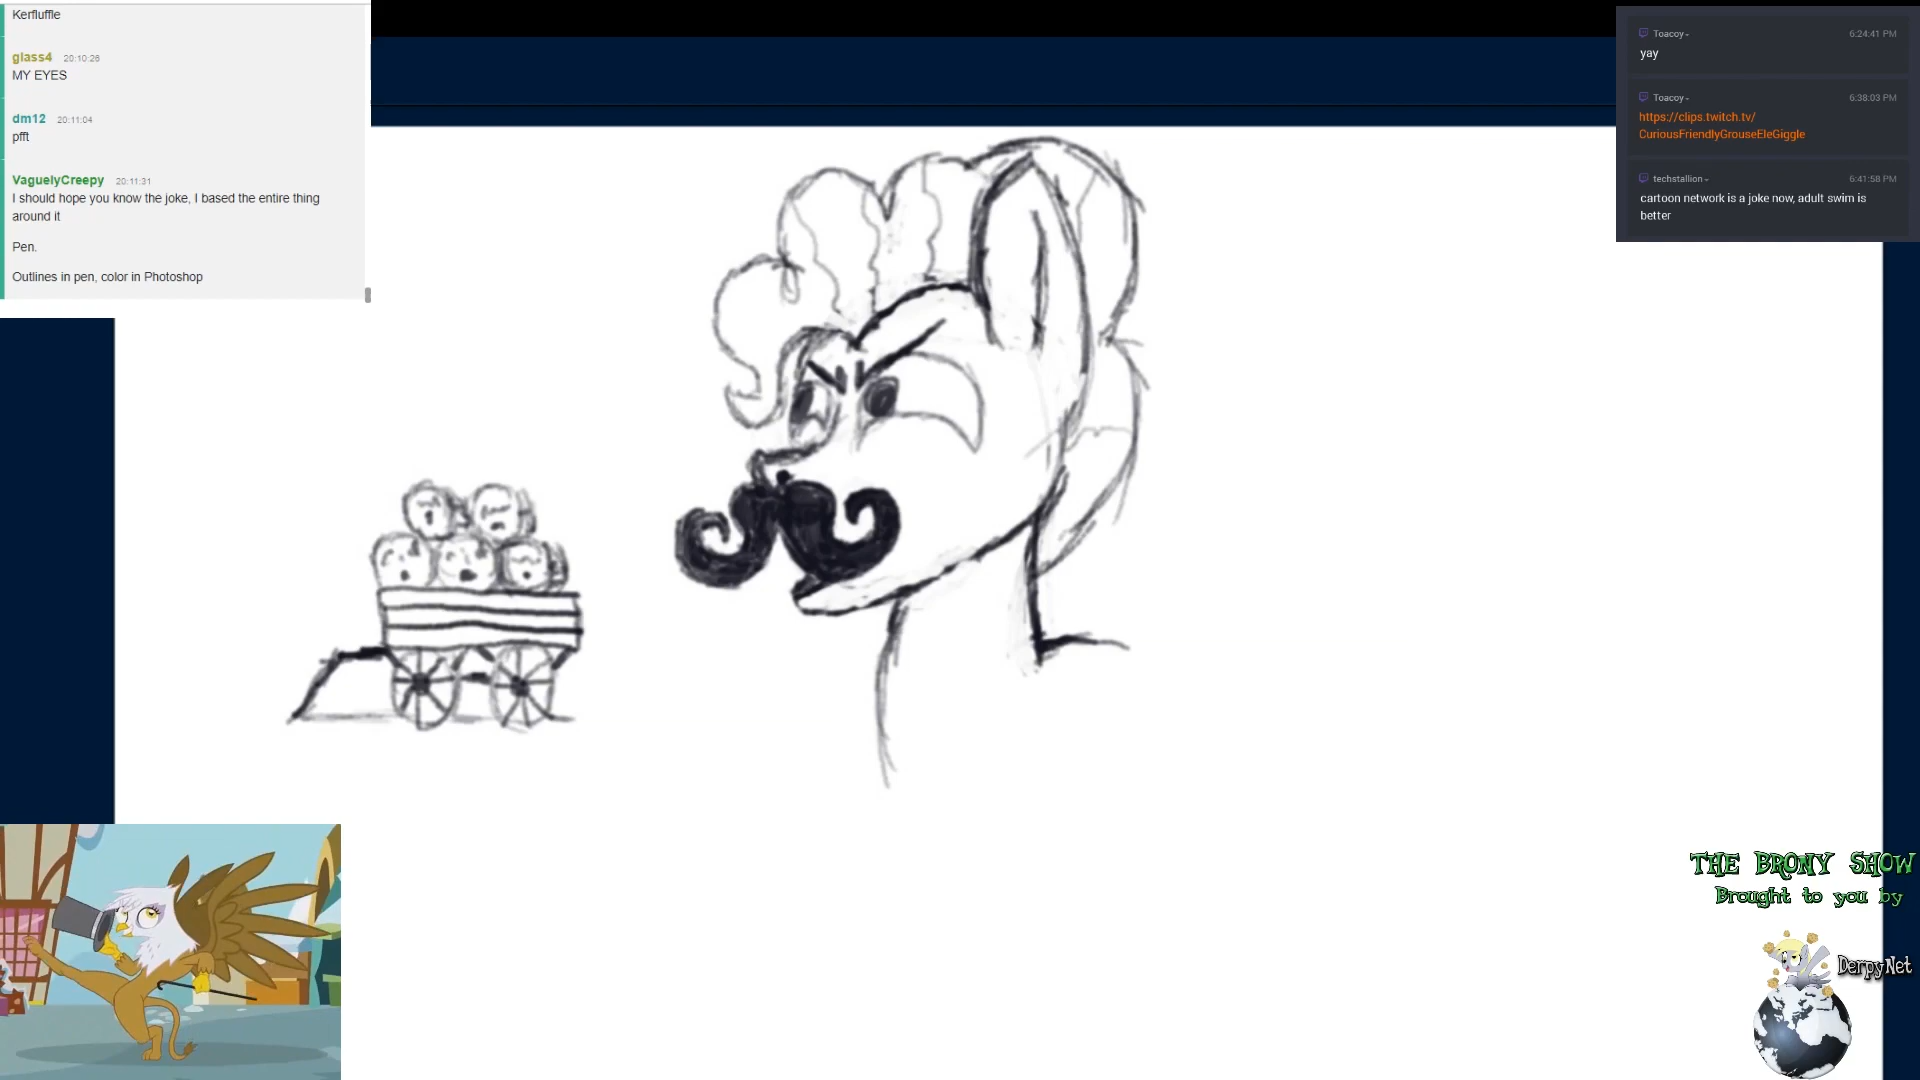 Kerfluffle
glass4 20:10:26
MY EYES
dm12 20:11:04
pfft
VaguelyCreepy 20:11:31
I should hope you know the joke, I based the entire thing
around it
Pen.
Outlines in pen, color in Photoshop
Toacoy 6:24:41 PM
yay
Toacoy 6:38:03 PM
https://clips.twitch.tv/
CuriousFriendlyGrouseEleGiggle
techstallion 6:41:58 PM
cartoon network is a joke now, adult swim is
better
THE BRONY SHOW
Brought to you by
DerpyNet